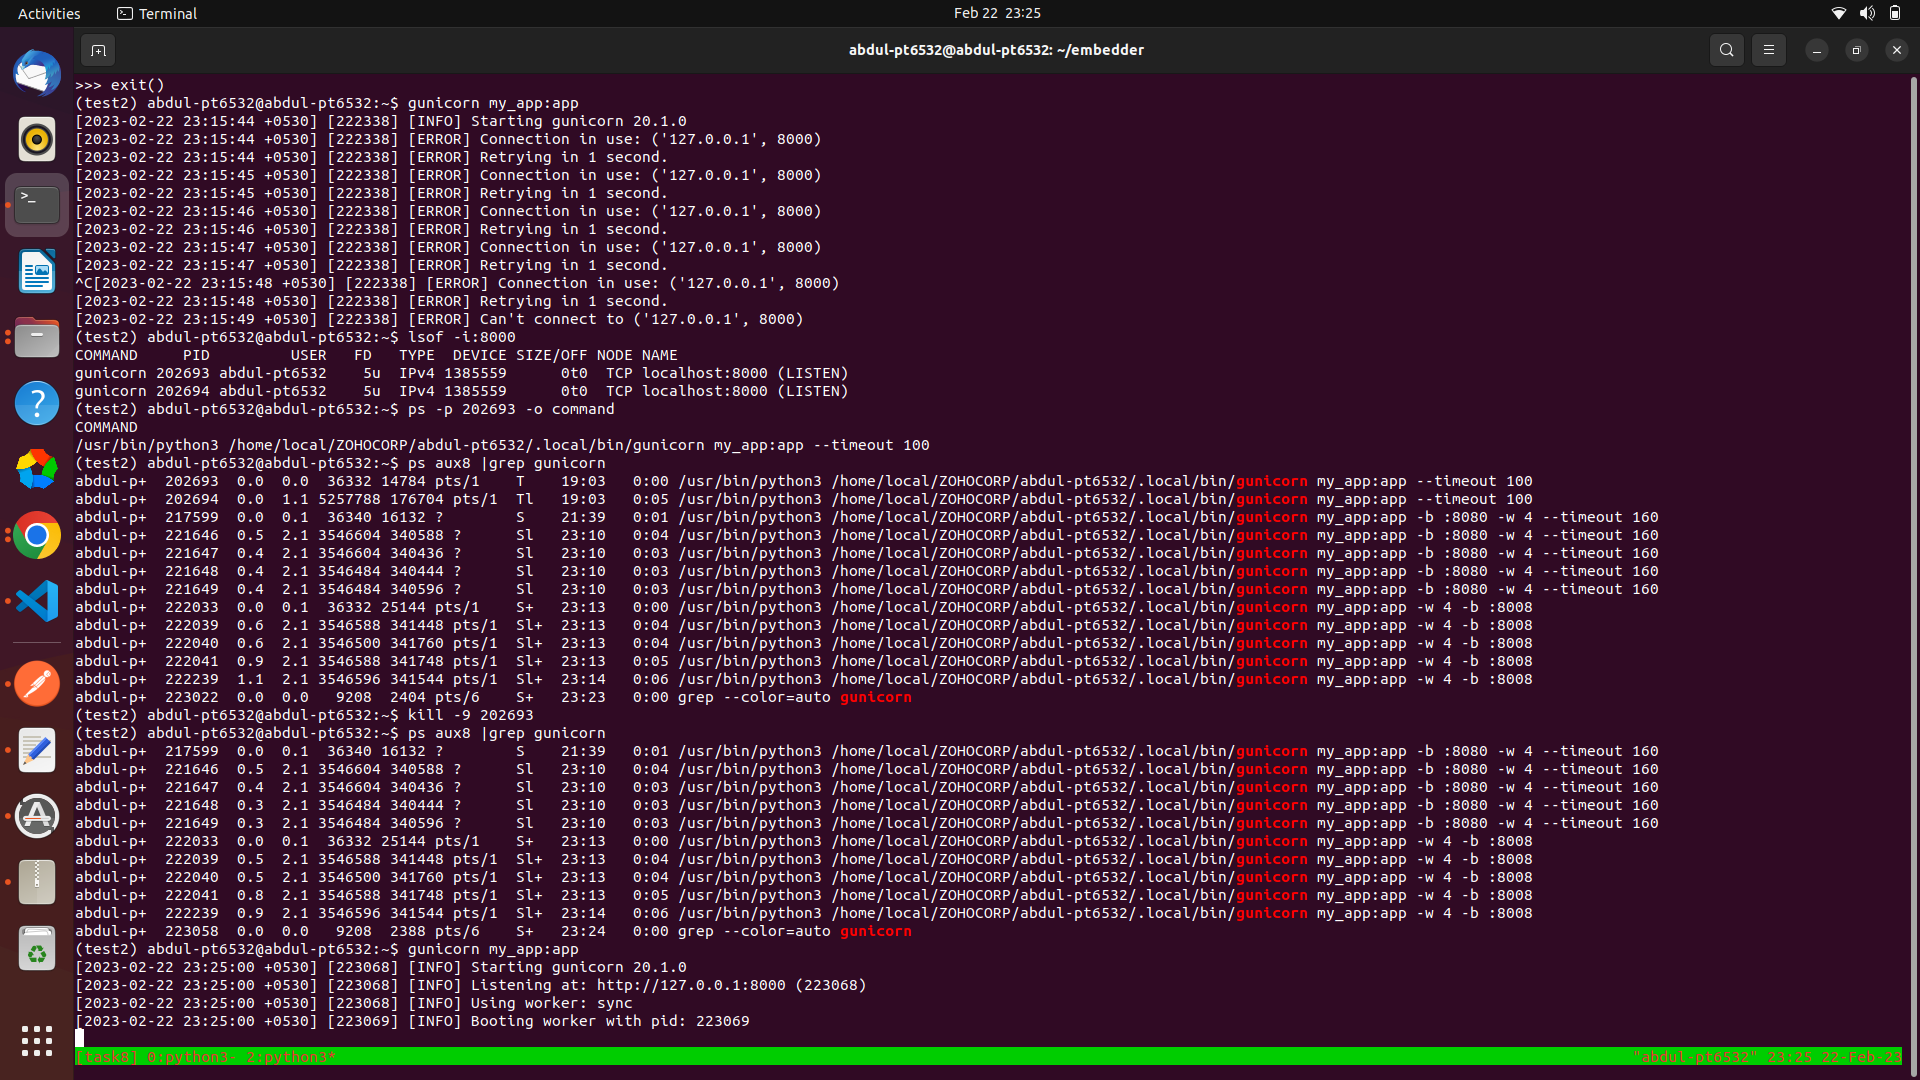 Activities
Terminal
Feb 22 23:25
abdul-pt6532@abdul-pt6532: ~/embedder
>>> exit()
(test2) abdul-pt6532@abdul-pt6532:~$ gunicorn my_app:app
[2023-02-22 23:15:44 +0530] [222338] [INFO] Starting gunicorn 20.1.0
[2023-02-22 23:15:44 +0530] [222338] [ERROR] Connection in use: ('127.0.0.1', 8000)
[2023-02-22 23:15:44 +0530] [222338] [ERROR] Retrying in 1 second.
[2023-02-22 23:15:45 +0530] [222338] [ERROR] Connection in use: ('127.0.0.1', 8000)
[2023-02-22 23:15:45 +0530] [222338] [ERROR] Retrying in 1 second.
[2023-02-22 23:15:46 +0530] [222338] [ERROR] Connection in use: ('127.0.0.1', 8000)
[2023-02-22 23:15:46 +0530] [222338] [ERROR] Retrying in 1 second.
[2023-02-22 23:15:47 +0530] [222338] [ERROR] Connection in use: ('127.0.0.1', 8000)
[2023-02-22 23:15:47 +0530] [222338] [ERROR] Retrying in 1 second.
^C[2023-02-22 23:15:48 +0530] [222338] [ERROR] Connection in use: ('127.0.0.1', 8000)
[2023-02-22 23:15:48 +0530] [222338] [ERROR] Retrying in 1 second.
[2023-02-22 23:15:49 +0530] [222338] [ERROR] Can't connect to ('127.0.0.1', 8000)
(test2) abdul-pt6532@abdul-pt6532:~$ lsof -i:8000
COMMAND     PID         USER   FD   TYPE  DEVICE SIZE/OFF NODE NAME
gunicorn 202693 abdul-pt6532    5u  IPv4 1385559      0t0  TCP localhost:8000 (LISTEN)
gunicorn 202694 abdul-pt6532    5u  IPv4 1385559      0t0  TCP localhost:8000 (LISTEN)
(test2) abdul-pt6532@abdul-pt6532:~$ ps -p 202693 -o command
COMMAND
/usr/bin/python3 /home/local/ZOHOCORP/abdul-pt6532/.local/bin/gunicorn my_app:app --timeout 100
(test2) abdul-pt6532@abdul-pt6532:~$ ps aux8 |grep gunicorn
abdul-p+  202693  0.0  0.0  36332 14784 pts/1    T    19:03   0:00 /usr/bin/python3 /home/local/ZOHOCORP/abdul-pt6532/.local/bin/gunicorn my_app:app --timeout 100
abdul-p+  202694  0.0  1.1 5257788 176704 pts/1  Tl   19:03   0:05 /usr/bin/python3 /home/local/ZOHOCORP/abdul-pt6532/.local/bin/gunicorn my_app:app --timeout 100
abdul-p+  217599  0.0  0.1  36340 16132 ?        S    21:39   0:01 /usr/bin/python3 /home/local/ZOHOCORP/abdul-pt6532/.local/bin/gunicorn my_app:app -b :8080 -w 4 --timeout 160
abdul-p+  221646  0.5  2.1 3546604 340588 ?      Sl   23:10   0:04 /usr/bin/python3 /home/local/ZOHOCORP/abdul-pt6532/.local/bin/gunicorn my_app:app -b :8080 -w 4 --timeout 160
abdul-p+  221647  0.4  2.1 3546604 340436 ?      Sl   23:10   0:03 /usr/bin/python3 /home/local/ZOHOCORP/abdul-pt6532/.local/bin/gunicorn my_app:app -b :8080 -w 4 --timeout 160
abdul-p+  221648  0.4  2.1 3546484 340444 ?      Sl   23:10   0:03 /usr/bin/python3 /home/local/ZOHOCORP/abdul-pt6532/.local/bin/gunicorn my_app:app -b :8080 -w 4 --timeout 160
abdul-p+  221649  0.4  2.1 3546484 340596 ?      Sl   23:10   0:03 /usr/bin/python3 /home/local/ZOHOCORP/abdul-pt6532/.local/bin/gunicorn my_app:app -b :8080 -w 4 --timeout 160
abdul-p+  222033  0.0  0.1  36332 25144 pts/1    S+   23:13   0:00 /usr/bin/python3 /home/local/ZOHOCORP/abdul-pt6532/.local/bin/gunicorn my_app:app -w 4 -b :8008
abdul-p+  222039  0.6  2.1 3546588 341448 pts/1  Sl+  23:13   0:04 /usr/bin/python3 /home/local/ZOHOCORP/abdul-pt6532/.local/bin/gunicorn my_app:app -w 4 -b :8008
abdul-p+  222040  0.6  2.1 3546500 341760 pts/1  Sl+  23:13   0:04 /usr/bin/python3 /home/local/ZOHOCORP/abdul-pt6532/.local/bin/gunicorn my_app:app -w 4 -b :8008
abdul-p+  222041  0.9  2.1 3546588 341748 pts/1  Sl+  23:13   0:05 /usr/bin/python3 /home/local/ZOHOCORP/abdul-pt6532/.local/bin/gunicorn my_app:app -w 4 -b :8008
abdul-p+  222239  1.1  2.1 3546596 341544 pts/1  Sl+  23:14   0:06 /usr/bin/python3 /home/local/ZOHOCORP/abdul-pt6532/.local/bin/gunicorn my_app:app -w 4 -b :8008
abdul-p+  223022  0.0  0.0   9208  2404 pts/6    S+   23:23   0:00 grep --color=auto gunicorn
(test2) abdul-pt6532@abdul-pt6532:~$ kill -9 202693
(test2) abdul-pt6532@abdul-pt6532:~$ ps aux8 |grep gunicorn
abdul-p+  217599  0.0  0.1  36340 16132 ?        S    21:39   0:01 /usr/bin/python3 /home/local/ZOHOCORP/abdul-pt6532/.local/bin/gunicorn my_app:app -b :8080 -w 4 --timeout 160
abdul-p+  221646  0.5  2.1 3546604 340588 ?      Sl   23:10   0:04 /usr/bin/python3 /home/local/ZOHOCORP/abdul-pt6532/.local/bin/gunicorn my_app:app -b :8080 -w 4 --timeout 160
abdul-p+  221647  0.4  2.1 3546604 340436 ?      Sl   23:10   0:03 /usr/bin/python3 /home/local/ZOHOCORP/abdul-pt6532/.local/bin/gunicorn my_app:app -b :8080 -w 4 --timeout 160
abdul-p+  221648  0.3  2.1 3546484 340444 ?      Sl   23:10   0:03 /usr/bin/python3 /home/local/ZOHOCORP/abdul-pt6532/.local/bin/gunicorn my_app:app -b :8080 -w 4 --timeout 160
abdul-p+  221649  0.3  2.1 3546484 340596 ?      Sl   23:10   0:03 /usr/bin/python3 /home/local/ZOHOCORP/abdul-pt6532/.local/bin/gunicorn my_app:app -b :8080 -w 4 --timeout 160
abdul-p+  222033  0.0  0.1  36332 25144 pts/1    S+   23:13   0:00 /usr/bin/python3 /home/local/ZOHOCORP/abdul-pt6532/.local/bin/gunicorn my_app:app -w 4 -b :8008
abdul-p+  222039  0.5  2.1 3546588 341448 pts/1  Sl+  23:13   0:04 /usr/bin/python3 /home/local/ZOHOCORP/abdul-pt6532/.local/bin/gunicorn my_app:app -w 4 -b :8008
abdul-p+  222040  0.5  2.1 3546500 341760 pts/1  Sl+  23:13   0:04 /usr/bin/python3 /home/local/ZOHOCORP/abdul-pt6532/.local/bin/gunicorn my_app:app -w 4 -b :8008
abdul-p+  222041  0.8  2.1 3546588 341748 pts/1  Sl+  23:13   0:05 /usr/bin/python3 /home/local/ZOHOCORP/abdul-pt6532/.local/bin/gunicorn my_app:app -w 4 -b :8008
abdul-p+  222239  0.9  2.1 3546596 341544 pts/1  Sl+  23:14   0:06 /usr/bin/python3 /home/local/ZOHOCORP/abdul-pt6532/.local/bin/gunicorn my_app:app -w 4 -b :8008
abdul-p+  223058  0.0  0.0   9208  2388 pts/6    S+   23:24   0:00 grep --color=auto gunicorn
(test2) abdul-pt6532@abdul-pt6532:~$ gunicorn my_app:app
[2023-02-22 23:25:00 +0530] [223068] [INFO] Starting gunicorn 20.1.0
[2023-02-22 23:25:00 +0530] [223068] [INFO] Listening at: http://127.0.0.1:8000 (223068)
[2023-02-22 23:25:00 +0530] [223068] [INFO] Using worker: sync
[2023-02-22 23:25:00 +0530] [223069] [INFO] Booting worker with pid: 223069
[task8] 0:python3- 2:python3*
"abdul-pt6532" 23:25 22-Feb-23